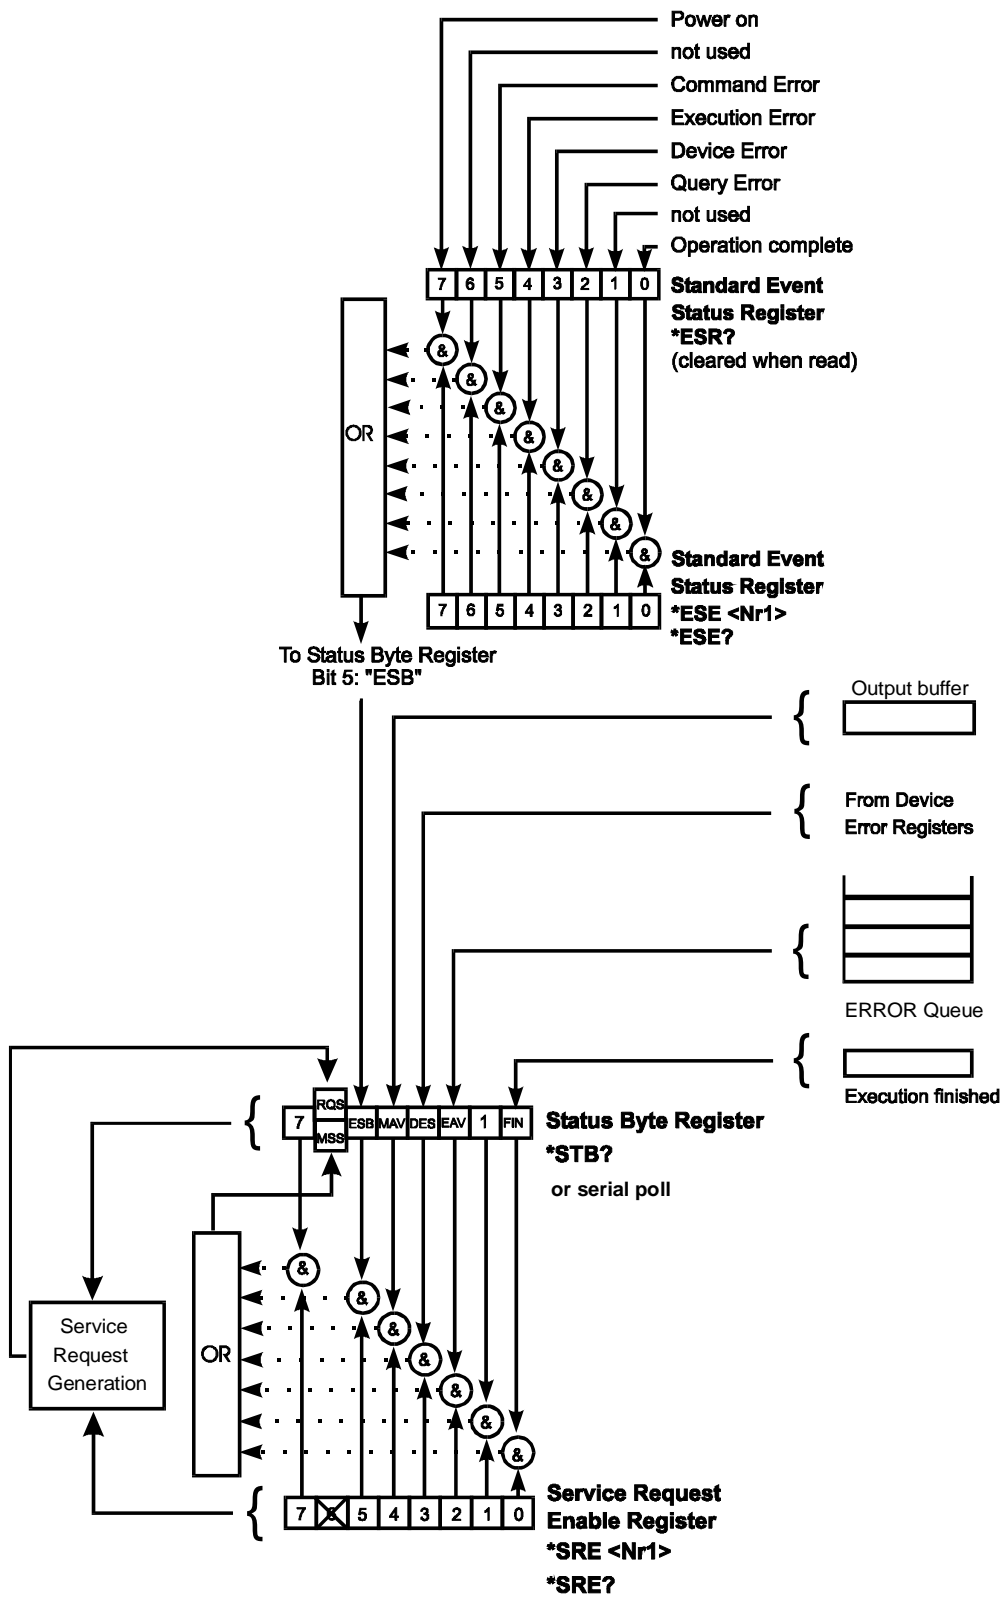 Power on
not used
Command Error
Execution Error
Device Error
Query Error
not used
Operation complete
7 6 5 4 3 2 1 0
Standard Event
Status Register
*ESR?
(cleared when read)
&
&
&
&
&
&
&
&
OR
Standard Event
Status Register
*ESE <Nr1>
*ESE?
7 6 5 4 3 2 1 0
To Status Byte Register
Bit 5: "ESB"
Output buffer
From Device
Error Registers
ERROR Queue
Execution finished
7 RQS MSS ESB MAV DES EAV 1 FIN
Status Byte Register
*STB?
or serial poll
&
&
&
&
&
&
&
OR
Service
Request
Generation
7 6 5 4 3 2 1 0
Service Request
Enable Register
*SRE <Nr1>
*SRE?